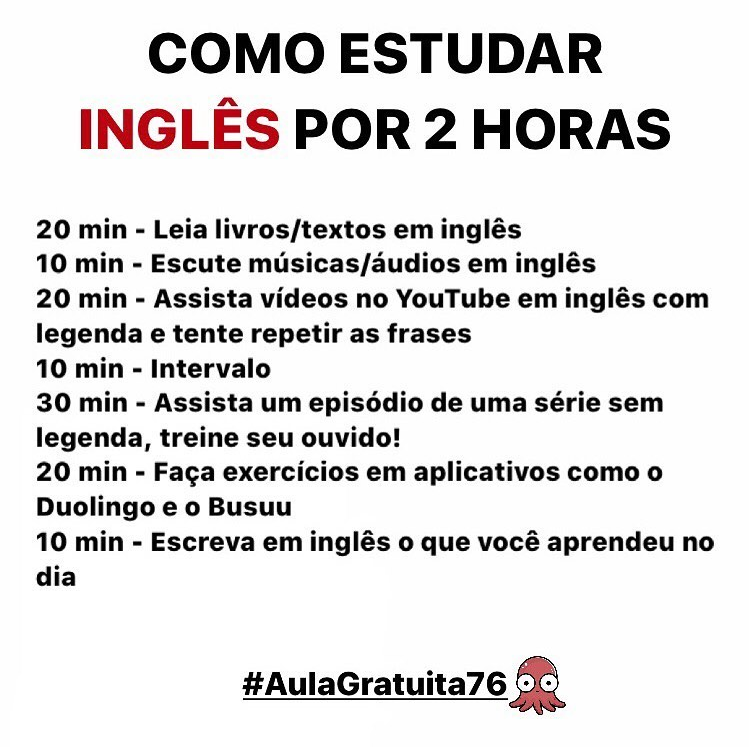 COMO ESTUDAR
INGLÊS POR 2 HORAS
20 min - Leia livros/textos em inglês
10 min - Escute músicas/áudios em inglês
20 min - Assista vídeos no YouTube em inglês com
legenda e tente repetir as frases
10 min - Intervalo
30 min - Assista um episódio de uma série sem
legenda, treine seu ouvido!
20 min - Faça exercícios em aplicativos como o
Duolingo e o Busuu
10 min - Escreva em inglês o que você aprendeu no
dia
#AulaGratuita76